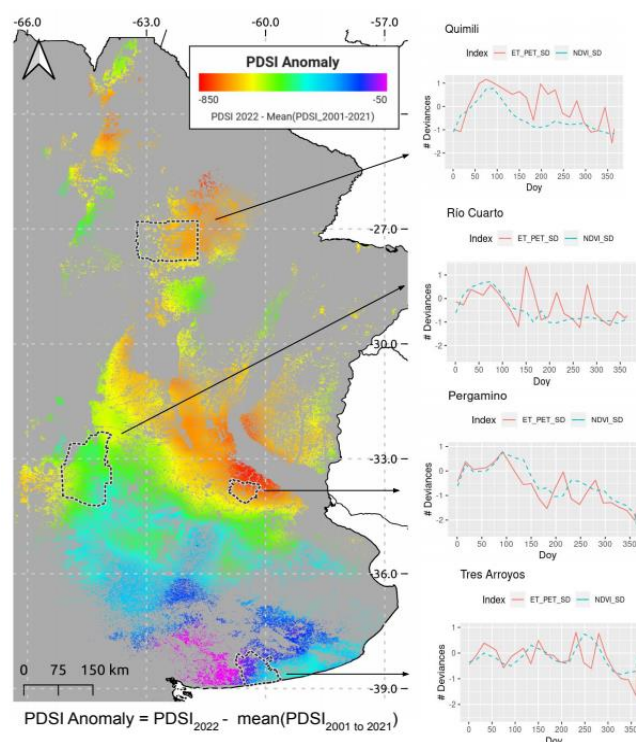 -66.0 -63.0 -60.0 -57.0
PDSI Anomaly
-850 -50
PDSI 2022 - Mean(PDSI_2001-2021)
-27.0
-30.0
-33.0
-36.0
-39.0
0 75 150 km
PDSI Anomaly = PDSI2022 - mean(PDSI2001 to 2021)
Quimili
Index ET_PET_SD NDVI_SD
# Deviances
1
0
-1
-2
0 50 100 150 200 250 300 350
Doy
Río Cuarto
Index ET_PET_SD NDVI_SD
# Deviances
1
0
-1
-2
0 50 100 150 200 250 300 350
Doy
Pergamino
Index ET_PET_SD NDVI_SD
# Deviances
1
0
-1
-2
0 50 100 150 200 250 300 350
Doy
Tres Arroyos
Index ET_PET_SD NDVI_SD
# Deviances
1
0
-1
-2
0 50 100 150 200 250 300 350
Doy